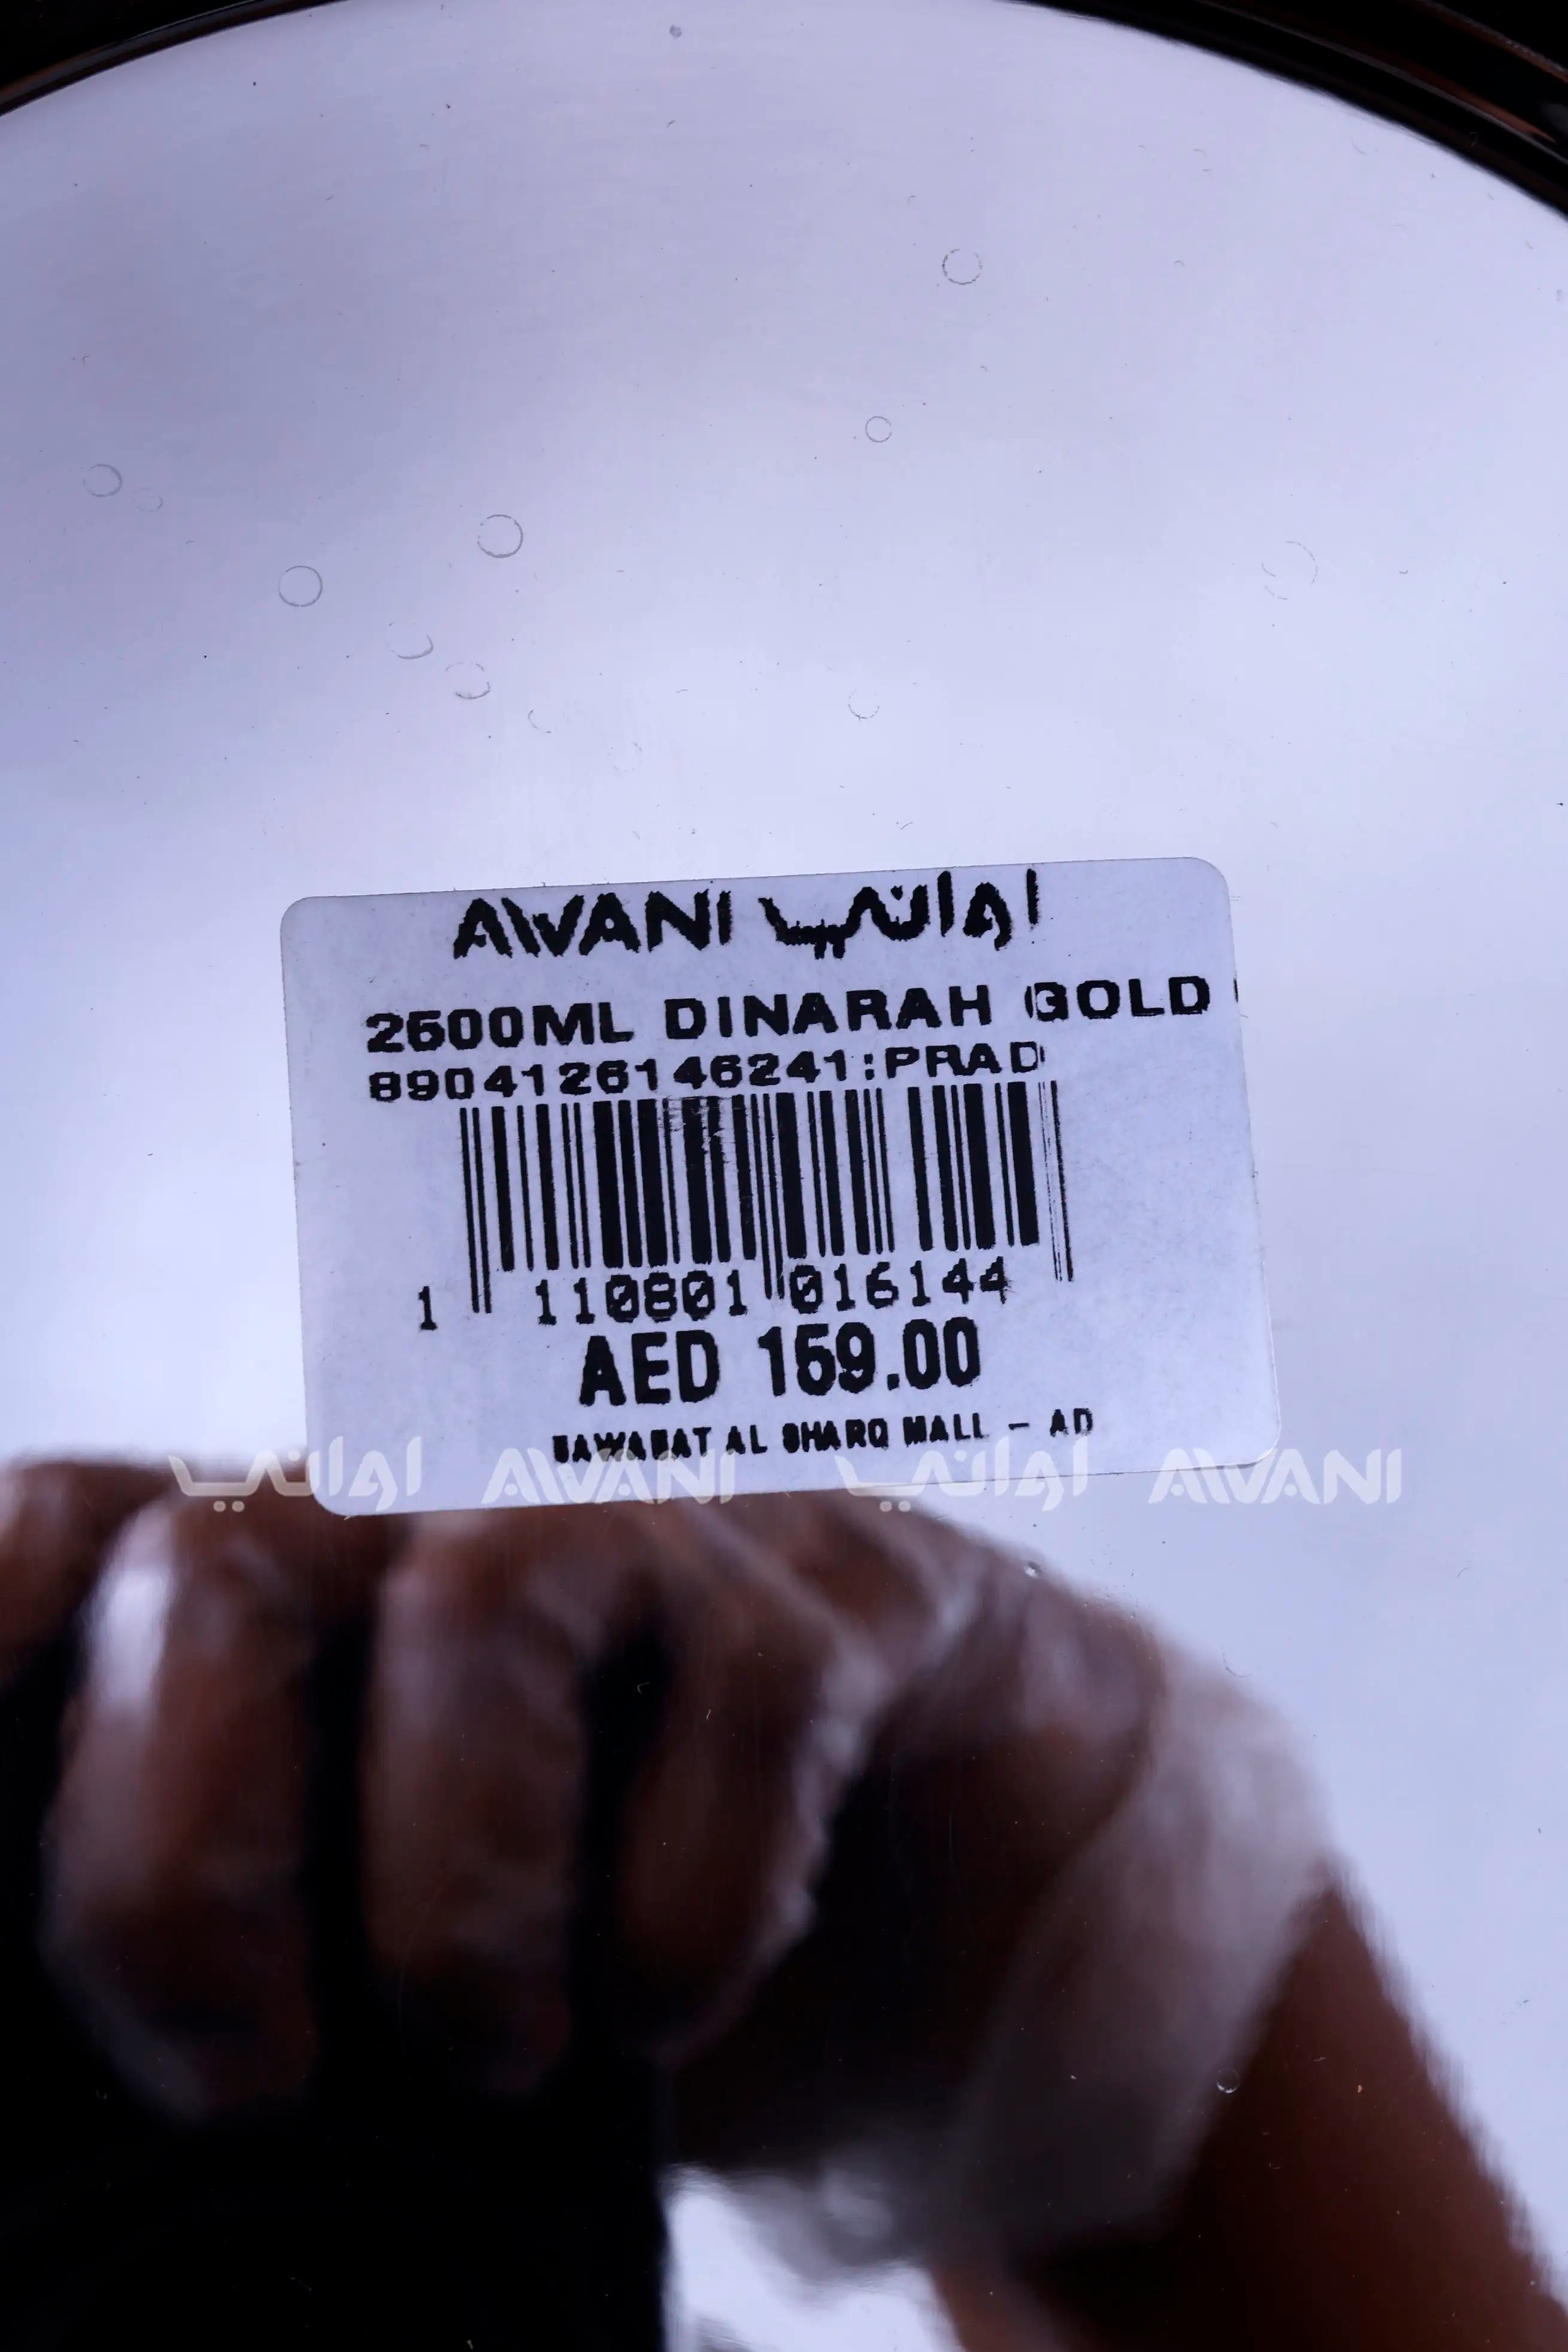 AWANI اواني
2500ML DINARAH GOLD
8904126146241:PRAD
1 110801 016144
AED 159.00
BAWABAT AL SHARQ MALL - AD
اواني AWANI اواني AWANI